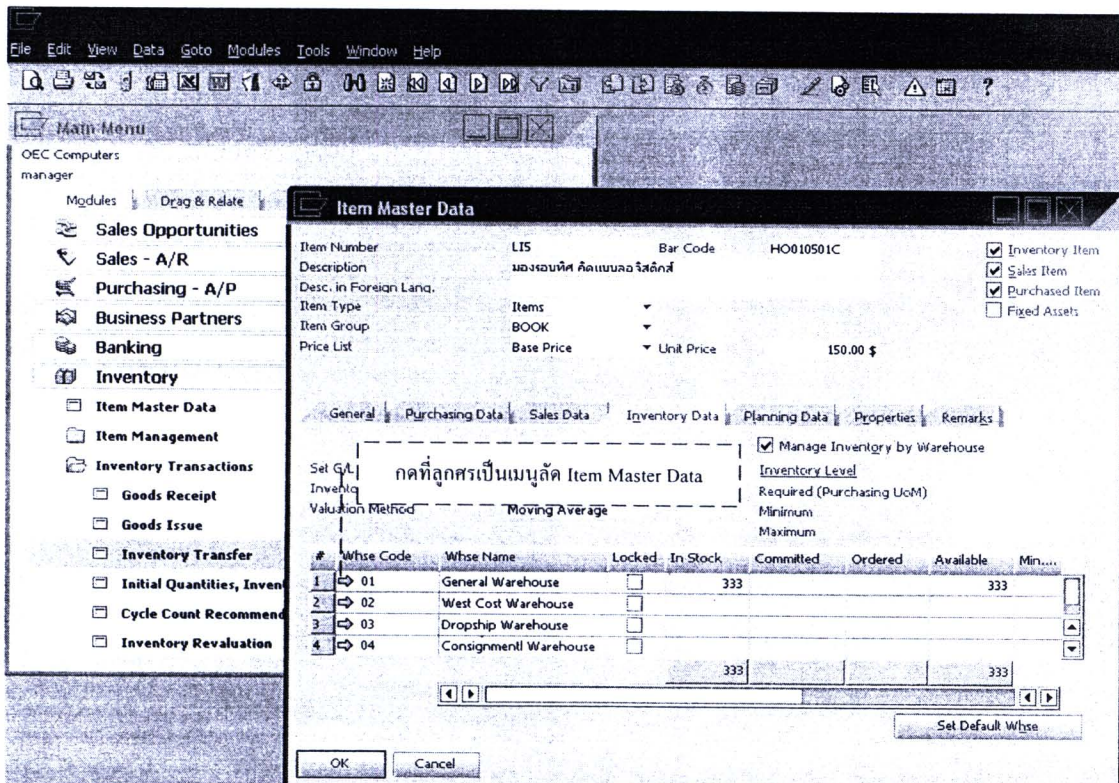 File Edit View Data Goto Modules Tools Window Help
Main Menu
OEC Computers
manager
Modules Drag & Relate
Sales Opportunities
Sales - A/R
Purchasing - A/P
Business Partners
Banking
Inventory
Item Master Data
Item Management
Inventory Transactions
Goods Receipt
Goods Issue
Inventory Transfer
Initial Quantities, Inven
Cycle Count Recommend
Inventory Revaluation
Item Master Data
Item Number LI5 Bar Code HO010501C
Description มองรอบทิศ คิดแบบลอจิสติกส์
Desc. in Foreign Lang.
Item Type Items
Item Group BOOK
Price List Base Price Unit Price 150.00 $
Inventory Item
Sales Item
Purchased Item
Fixed Assets
General Purchasing Data Sales Data Inventory Data Planning Data Properties Remarks
Set G/L
Invento
Valuation Method Moving Average
กดที่ลูกศรเป็นเมนูลัด Item Master Data
Manage Inventory by Warehouse
Inventory Level
Required (Purchasing UoM)
Minimum
Maximum
# Whse Code Whse Name Locked In Stock Committed Ordered Available Min....
1 01 General Warehouse 333 333
2 02 West Cost Warehouse
3 03 Dropship Warehouse
4 04 Consignmentl Warehouse
333 333
Set Default Whse
OK Cancel